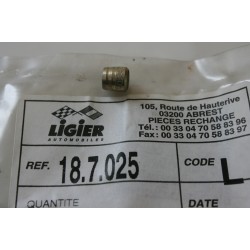 LIGIER
AUTOMOBILES
105, Route de Hauterive
03200 ABREST
PIECES RECHANGE
Tél.: 00 33 04 70 58 83 96
Fax: 00 33 04 70 58 83 97
REF. 18.7.025
CODE L
QUANTITE
DATE